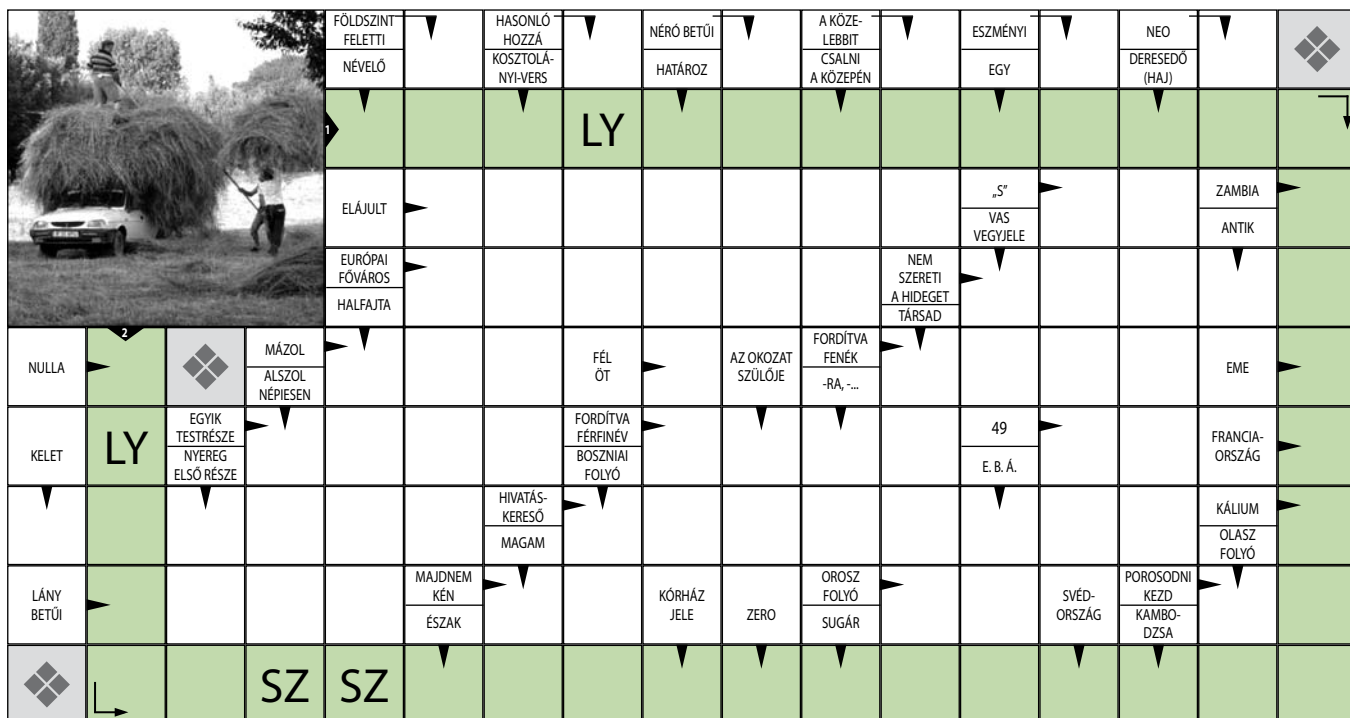 FÖLDSZINT
FELETTI
NÉVELŐ
HASONLÓ
HOZZÁ
KOSZTOLÁ-
NYI-VERS
NÉRÓ BETŰI
HATÁROZ
A KÖZE-
LEBBIT
CSALNI
A KÖZEPÉN
ESZMÉNYI
EGY
NEO
DERESEDŐ
(HAJ)
1
LY
ELÁJULT
„S”
VAS
VEGYJELE
ZAMBIA
ANTIK
EURÓPAI
FŐVÁROS
HALFAJTA
NEM
SZERETI
A HIDEGET
TÁRSAD
2
NULLA
MÁZOL
ALSZOL
NÉPIESEN
FÉL
ÖT
AZ OKOZAT
SZÜLŐJE
FORDÍTVA
FENÉK
-RA, -...
EME
KELET
LY
EGYIK
TESTRÉSZE
NYEREG
ELSŐ RÉSZE
FORDÍTVA
FÉRFINÉV
BOSZNIAI
FOLYÓ
49
E. B. Á.
FRANCIA-
ORSZÁG
HIVATÁS-
KERESŐ
MAGAM
KÁLIUM
OLASZ
FOLYÓ
LÁNY
BETŰI
MAJDNEM
KÉN
ÉSZAK
KÓRHÁZ
JELE
ZERO
OROSZ
FOLYÓ
SUGÁR
SVÉD-
ORSZÁG
POROSODNI
KEZD
KAMBO-
DZSA
SZ SZ